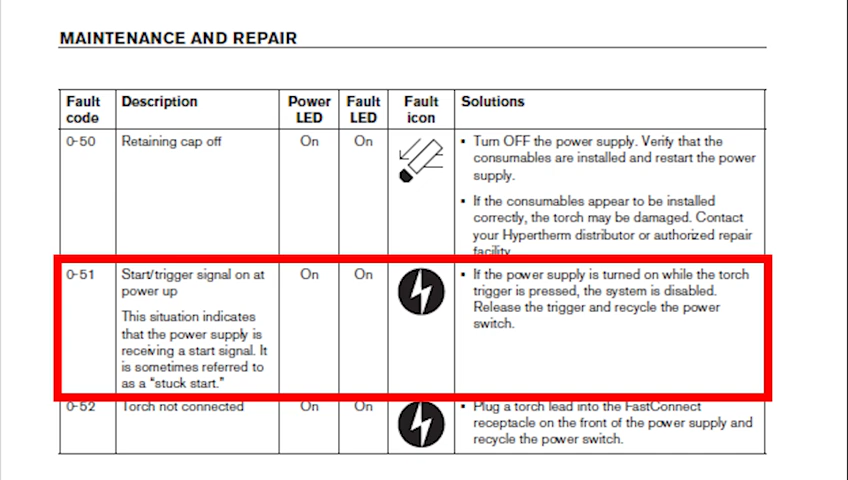 MAINTENANCE AND REPAIR
Fault code
Description
Power LED
Fault LED
Fault icon
Solutions
0-50
Retaining cap off
On
On
▪ Turn OFF the power supply. Verify that the
consumables are installed and restart the power
supply.
▪ If the consumables appear to be installed
correctly, the torch may be damaged. Contact
your Hypertherm distributor or authorized repair
facility.
0-51
Start/trigger signal on at
power up
This situation indicates
that the power supply is
receiving a start signal. It
is sometimes referred to
as a “stuck start.”
On
On
▪ If the power supply is turned on while the torch
trigger is pressed, the system is disabled.
Release the trigger and recycle the power
switch.
0-52
Torch not connected
On
On
▪ Plug a torch lead into the FastConnect
receptacle on the front of the power supply and
recycle the power switch.